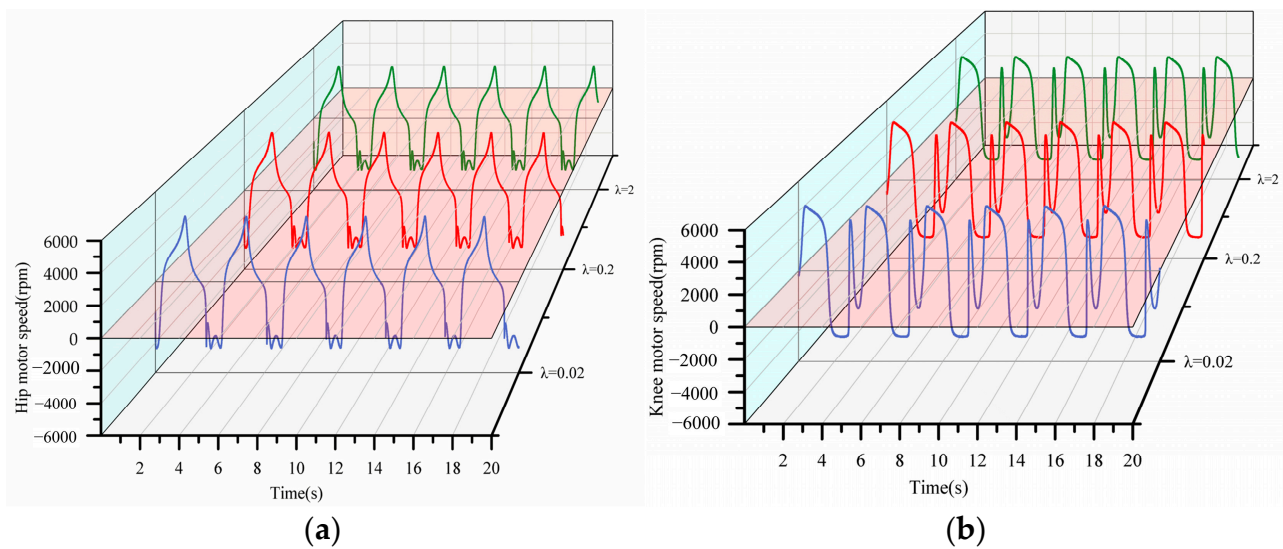 Hip motor speed(rpm)
6000
4000
2000
0
−2000
−4000
−6000
2 4 6 8 10 12 14 16 18 20
Time(s)
λ=0.02
λ=0.2
λ=2
(a)
Knee motor speed(rpm)
6000
4000
2000
0
−2000
−4000
−6000
2 4 6 8 10 12 14 16 18 20
Time(s)
λ=0.02
λ=0.2
λ=2
(b)